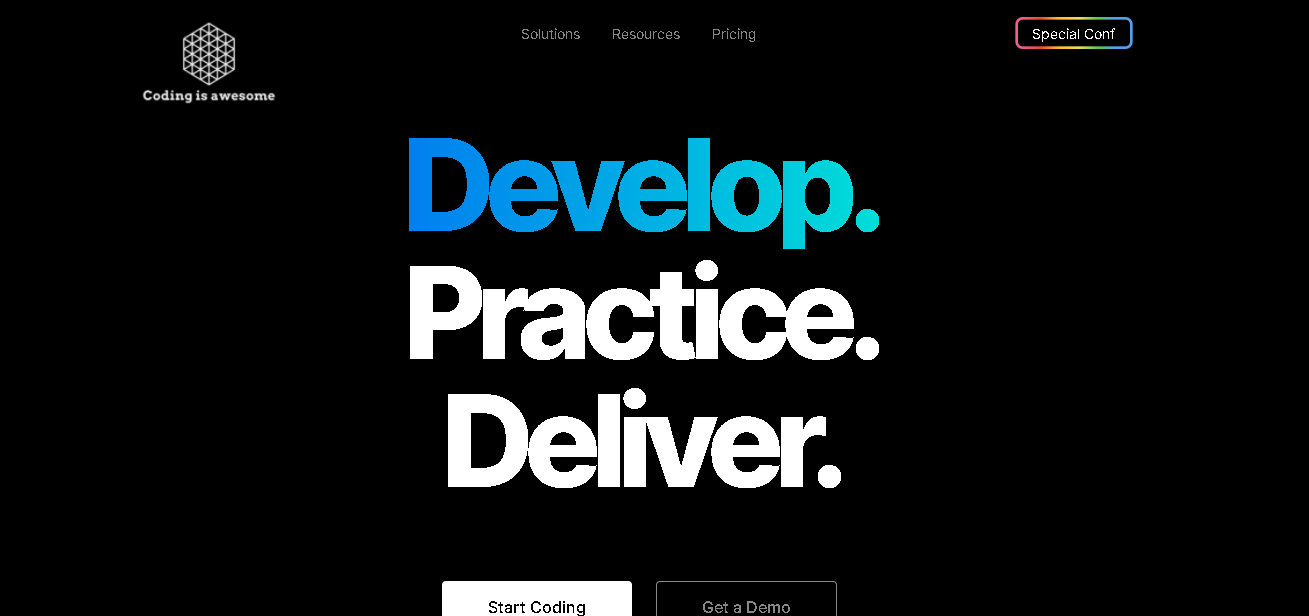 Solutions Resources Pricing Special Conf
Coding is awesome
Develop.
Practice.
Deliver.
Start Coding Get a Demo